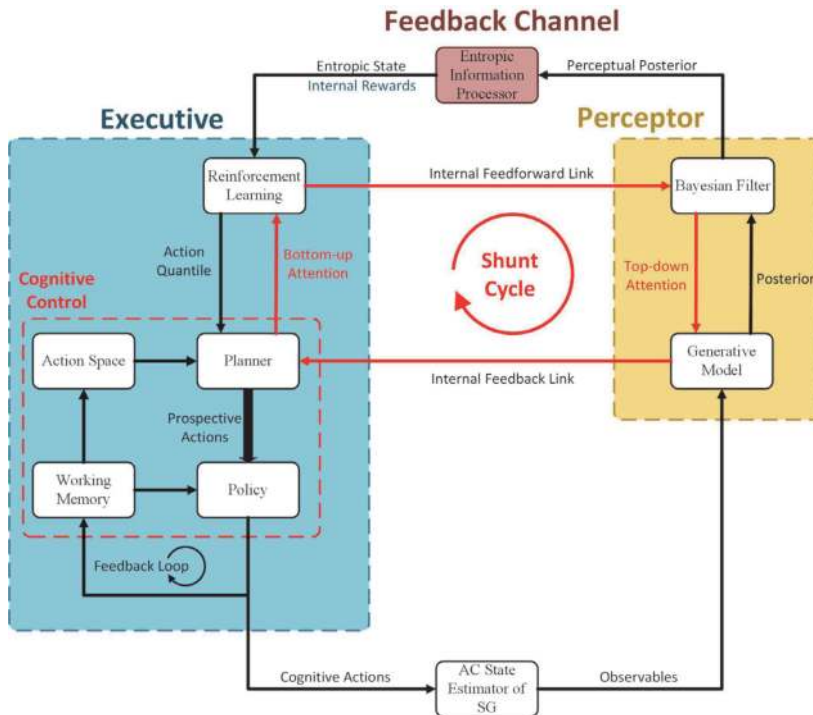 Feedback Channel
Entropic State
Internal Rewards
Entropic
Information
Processor
Perceptual Posterior
Executive
Perceptor
Reinforcement
Learning
Internal Feedforward Link
Bayesian Filter
Action
Quantile
Bottom-up
Attention
Shunt
Cycle
Top-down
Attention
Posterior
Cognitive
Control
Action Space
Planner
Internal Feedback Link
Generative
Model
Prospective
Actions
Working
Memory
Policy
Feedback Loop
Cognitive Actions
AC State
Estimator of
SG
Observables